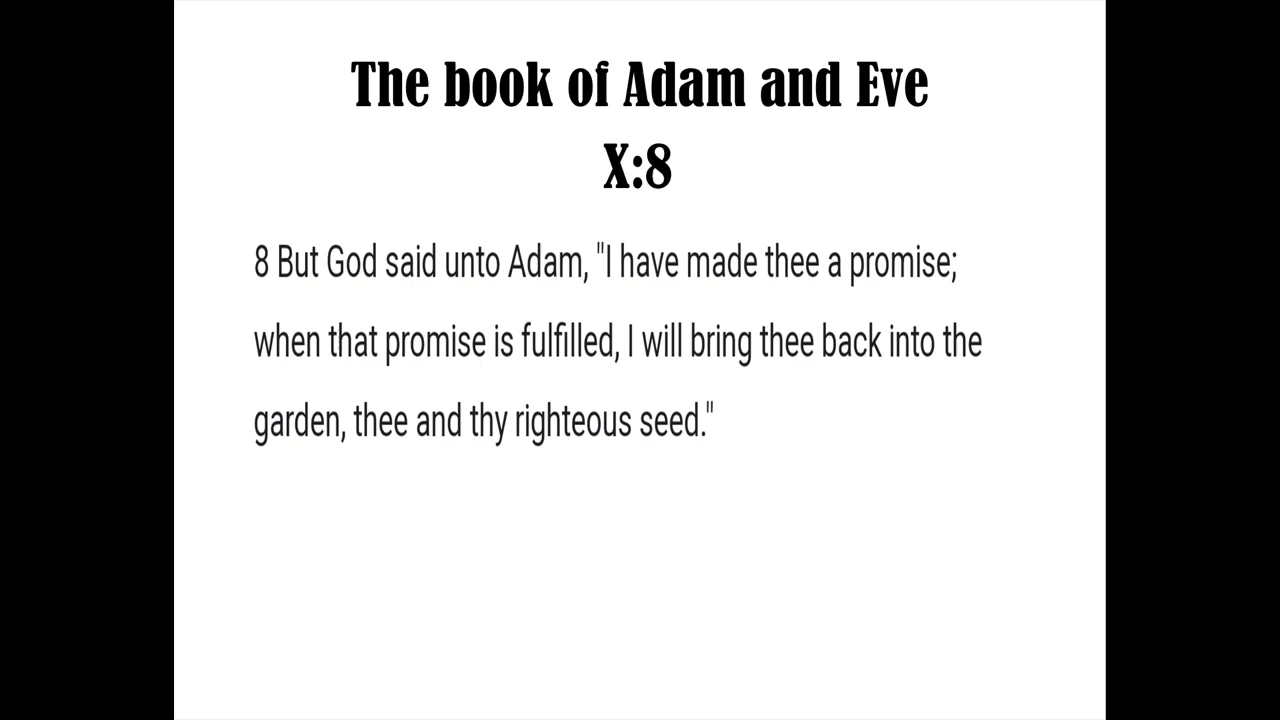 The book of Adam and Eve
X:8
8 But God said unto Adam, "I have made thee a promise;
when that promise is fulfilled, I will bring thee back into the
garden, thee and thy righteous seed."